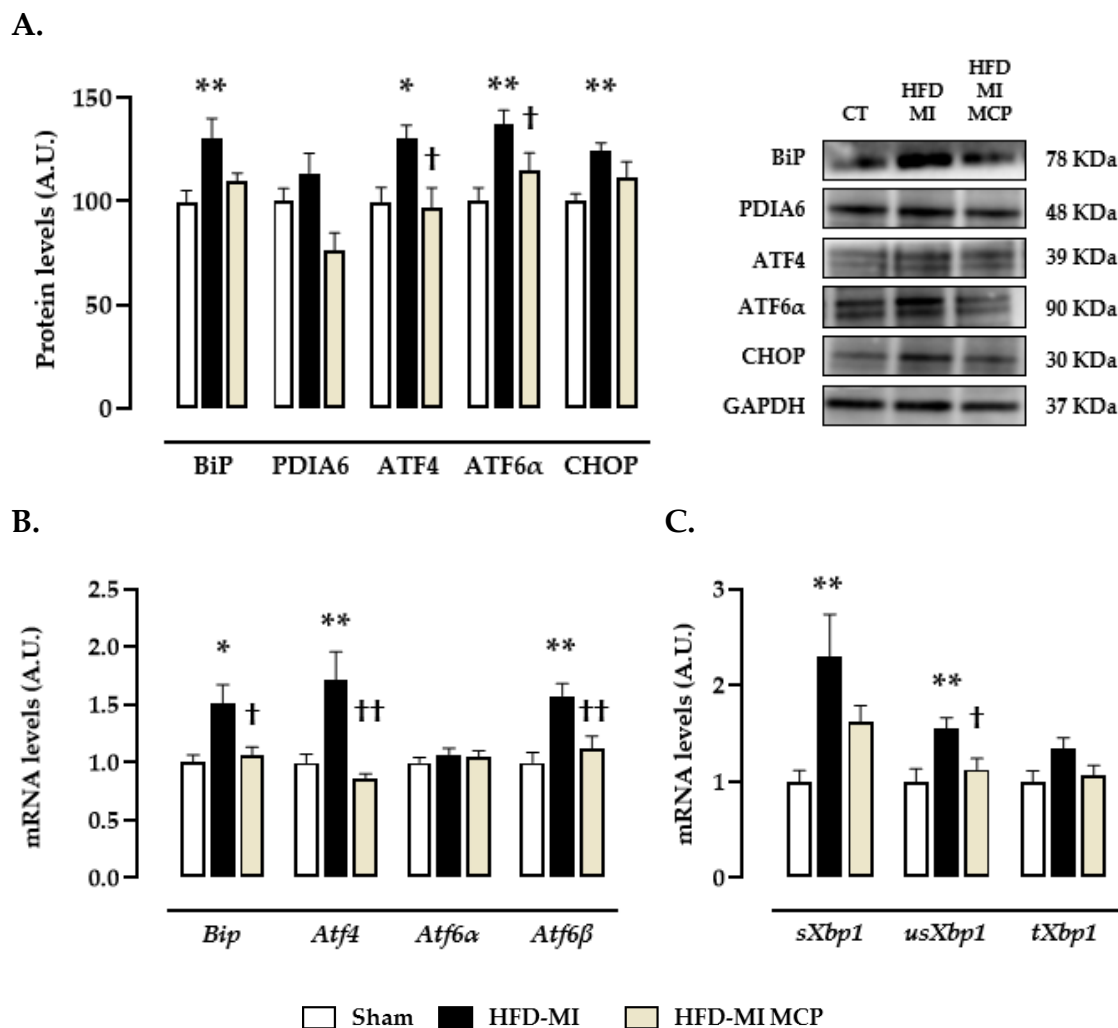 A.
Protein levels (A.U.)
150
100
50
0
**
*
†
**
†
**
BiP PDIA6 ATF4 ATF6α CHOP
CT
HFD
MI
HFD
MI
MCP
BiP 78 KDa
PDIA6 48 KDa
ATF4 39 KDa
ATF6α 90 KDa
CHOP 30 KDa
GAPDH 37 KDa
B.
mRNA levels (A.U.)
2.5
2.0
1.5
1.0
0.5
0.0
*
†
**
††
**
††
Bip Atf4 Atf6α Atf6β
C.
mRNA levels (A.U.)
3
2
1
0
**
**
†
sXbp1 usXbp1 tXbp1
Sham HFD-MI HFD-MI MCP